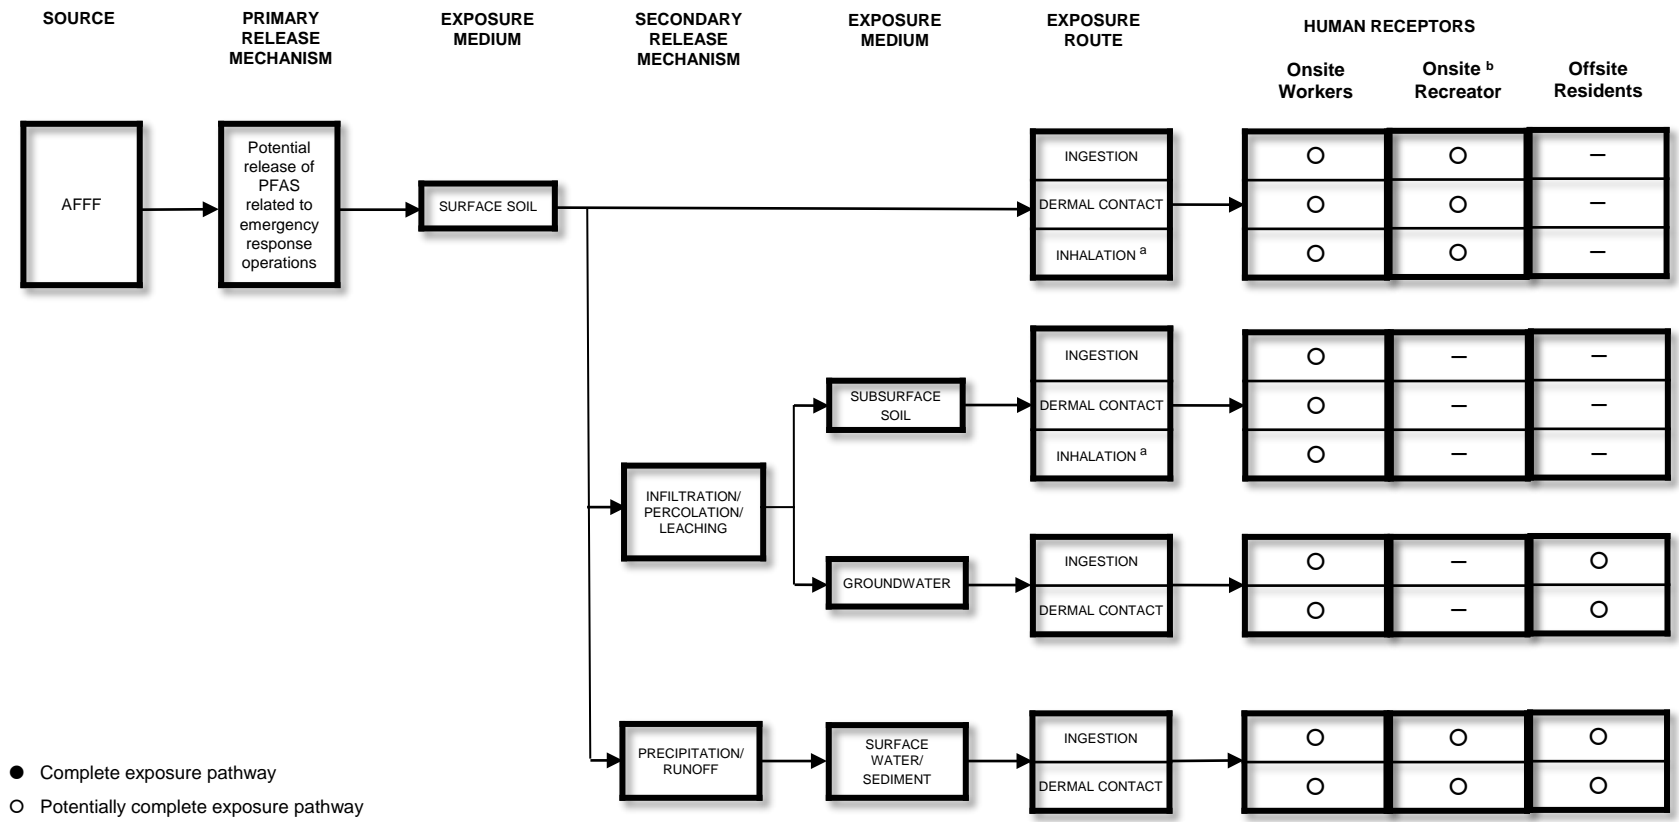 SOURCE
PRIMARY
RELEASE
MECHANISM
EXPOSURE
MEDIUM
SECONDARY
RELEASE
MECHANISM
EXPOSURE
MEDIUM
EXPOSURE
ROUTE
HUMAN RECEPTORS
Onsite
Workers
Onsite b
Recreator
Offsite
Residents
AFFF
Potential
release of
PFAS
related to
emergency
response
operations
SURFACE SOIL
INGESTION
O O –
DERMAL CONTACT
O O –
INHALATION a
O O –
SUBSURFACE
SOIL
INGESTION
O – –
DERMAL CONTACT
O – –
INHALATION a
O – –
INFILTRATION/
PERCOLATION/
LEACHING
GROUNDWATER
INGESTION
O – O
DERMAL CONTACT
O – O
PRECIPITATION/
RUNOFF
SURFACE
WATER/
SEDIMENT
INGESTION
O O O
DERMAL CONTACT
O O O
● Complete exposure pathway
O Potentially complete exposure pathway